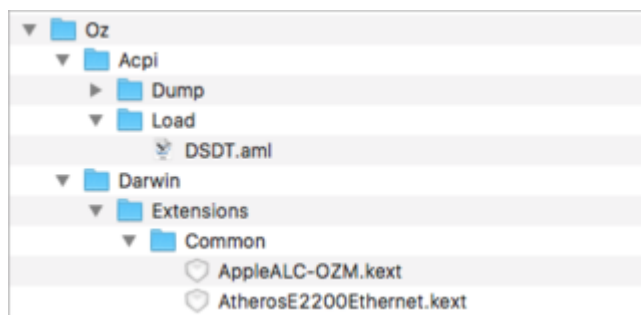 Oz
Acpi
Dump
Load
DSDT.aml
Darwin
Extensions
Common
AppleALC-OZM.kext
AtherosE2200Ethernet.kext